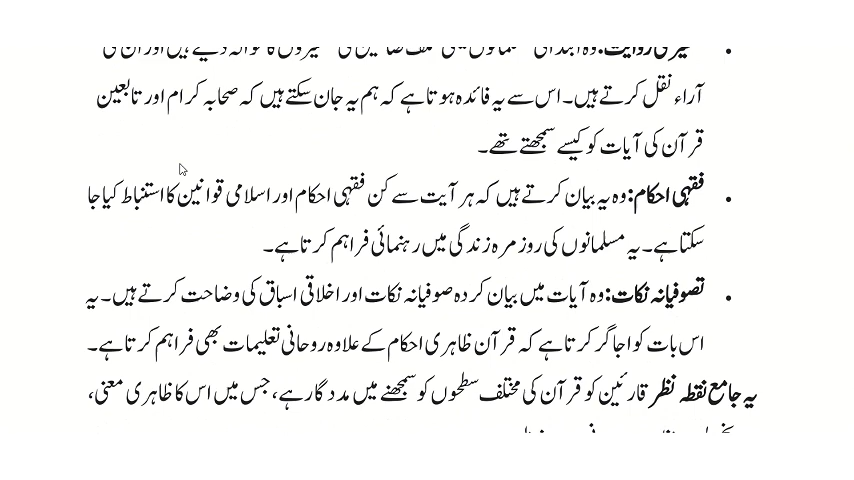 آراء نقل کرتے ہیں۔ اس سے یہ فائدہ ہوتا ہے کہ ہم یہ جان سکتے ہیں کہ صحابہ کرام اور تابعین
قرآن کی آیات کو کیسے سمجھتے تھے۔
• فقہی احکام: وہ یہ بیان کرتے ہیں کہ ہر آیت سے کن فقہی احکام اور اسلامی قوانین کا استنباط کیا جا
سکتا ہے۔ یہ مسلمانوں کی روز مرہ زندگی میں رہنمائی فراہم کرتا ہے۔
• تصوفیانہ نکات: وہ آیات میں بیان کردہ صوفیانہ نکات اور اخلاقی اسباق کی وضاحت کرتے ہیں۔ یہ
اس بات کو اجاگر کرتا ہے کہ قرآن ظاہری احکام کے علاوہ روحانی تعلیمات بھی فراہم کرتا ہے۔
یہ جامع نقطہ نظر قارئین کو قرآن کی مختلف سطحوں کو سمجھنے میں مددگار ہے، جس میں اس کا ظاہری معنی،